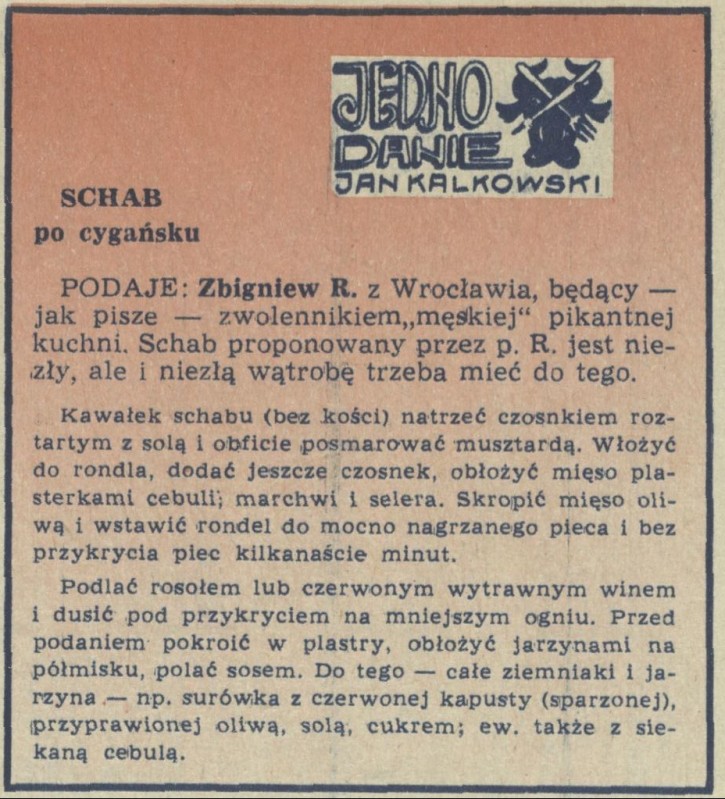 JEDNO
DANIE
JAN KALKOWSKI
SCHAB
po cygańsku
PODAJE: Zbigniew R. z Wrocławia, będący —
jak pisze — zwolennikiem„męskiej“ pikantnej
kuchni. Schab proponowany przez p. R. jest nie-
zły, ale i niezłą wątrobę trzeba mieć do tego.
Kawałek schabu (bez kości) natrzeć czosnkiem roz-
tartym z solą i obficie posmarować musztardą. Włożyć
do rondla, dodać jeszcze czosnek, obłożyć mięso pla-
sterkami cebuli; marchwi i selera. Skropić mięso oli-
wą i wstawić rondel do mocno nagrzanego pieca i bez
przykrycia piec kilkanaście minut.
Podlać rosołem lub czerwonym wytrawnym winem
i dusić pod przykryciem na mniejszym ogniu. Przed
podaniem pokroić w plastry, obłożyć jarzynami na
półmisku, polać sosem. Do tego — całe ziemniaki i ja-
rzyna — np. surówka z czerwonej kapusty (sparzonej),
przyprawionej oliwą, solą, cukrem; ew. także z sie-
kaną cebulą.